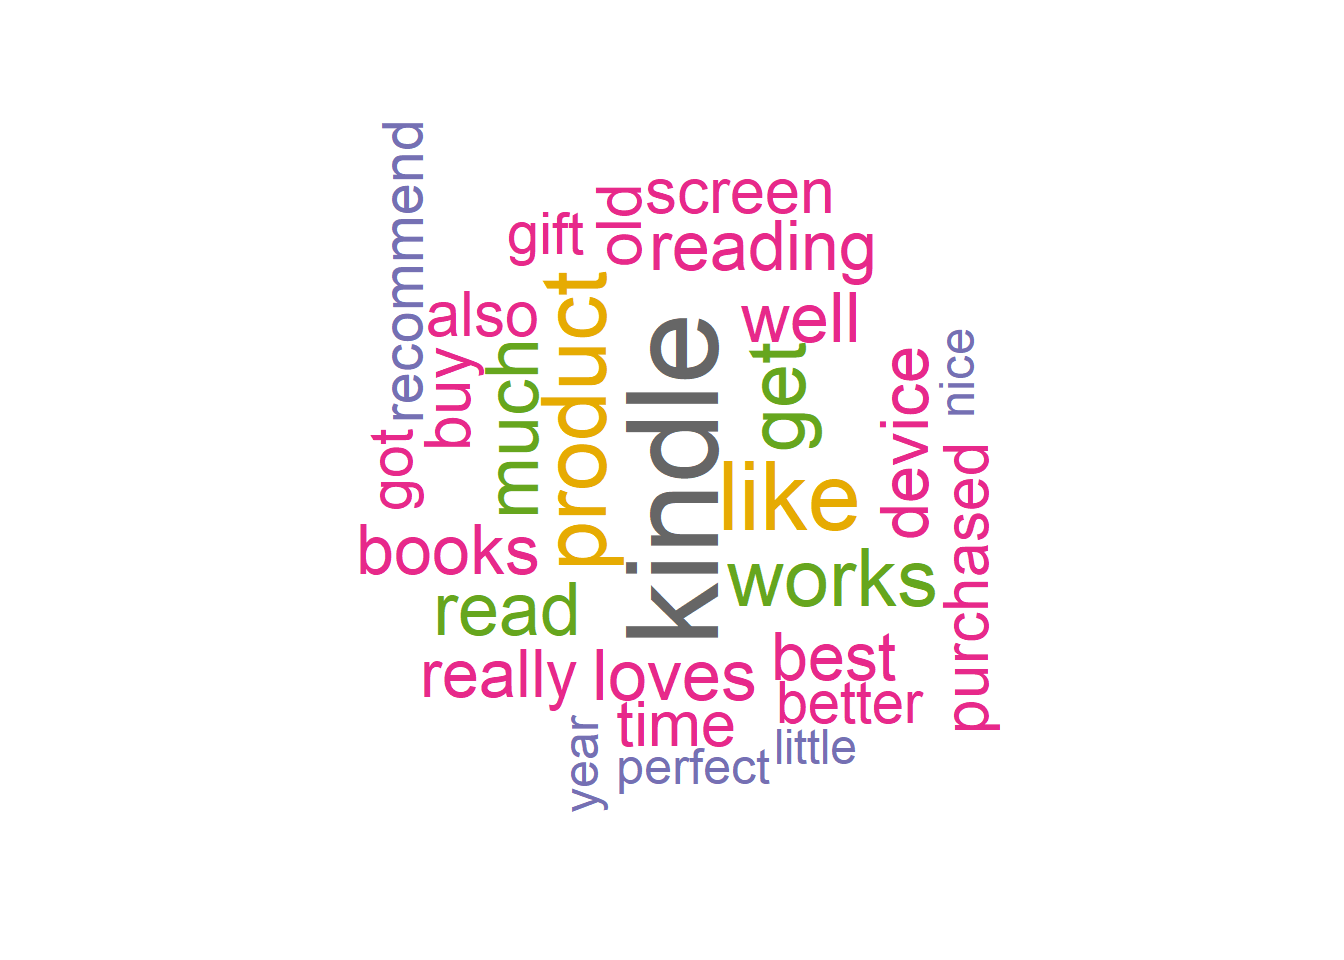 recommend
old
screen
gift
reading
product
also
well
kindle
much
get
buy
nice
device
got
like
purchased
books
works
read
best
really
loves
better
time
year
perfect
little